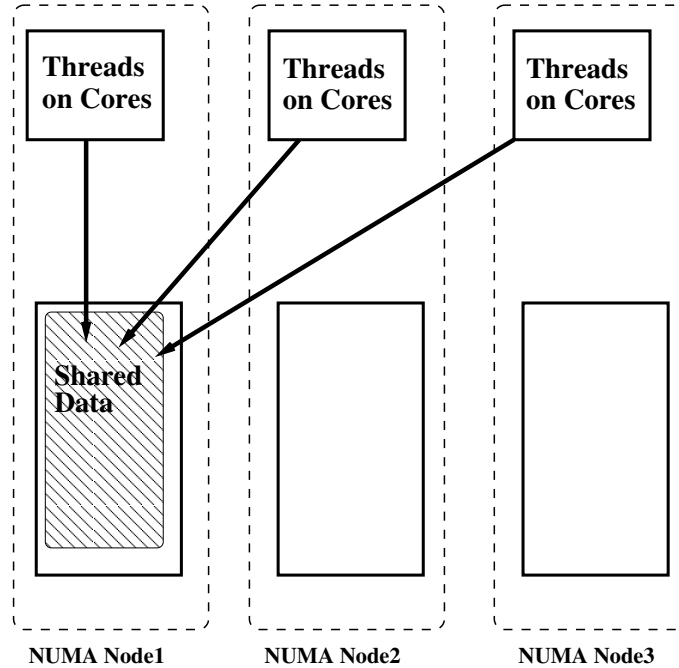 Threads
on Cores
Threads
on Cores
Threads
on Cores
Shared
Data
NUMA Node1
NUMA Node2
NUMA Node3